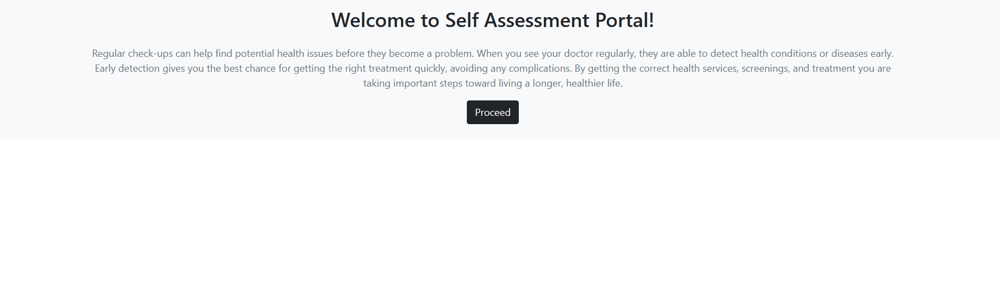 Welcome to Self Assessment Portal!
Regular check-ups can help find potential health issues before they become a problem. When you see your doctor regularly, they are able to detect health conditions or diseases early.
Early detection gives you the best chance for getting the right treatment quickly, avoiding any complications. By getting the correct health services, screenings, and treatment you are
taking important steps toward living a longer, healthier life.
Proceed